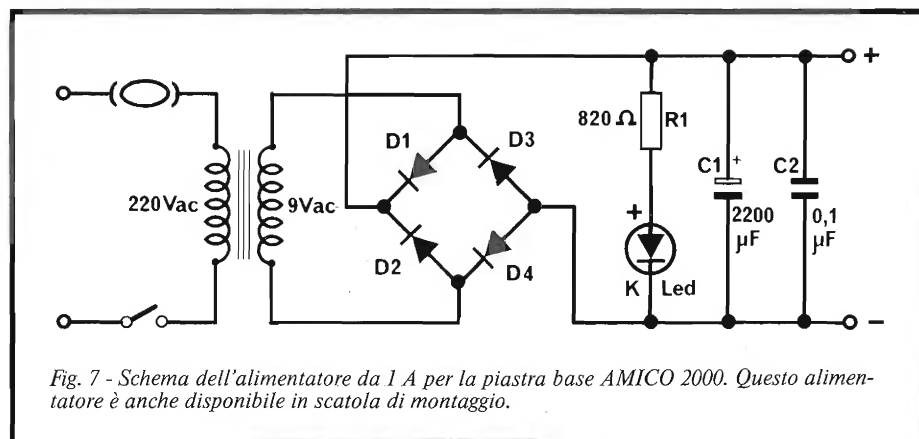 +
820 Ω R1
D1 D3
C1 + C2
220Vac 9Vac
+
2200 µF
0,1 µF
D2 D4
K Led
−
Fig. 7 - Schema dell'alimentatore da 1 A per la piastra base AMICO 2000. Questo alimen-
tatore è anche disponibile in scatola di montaggio.